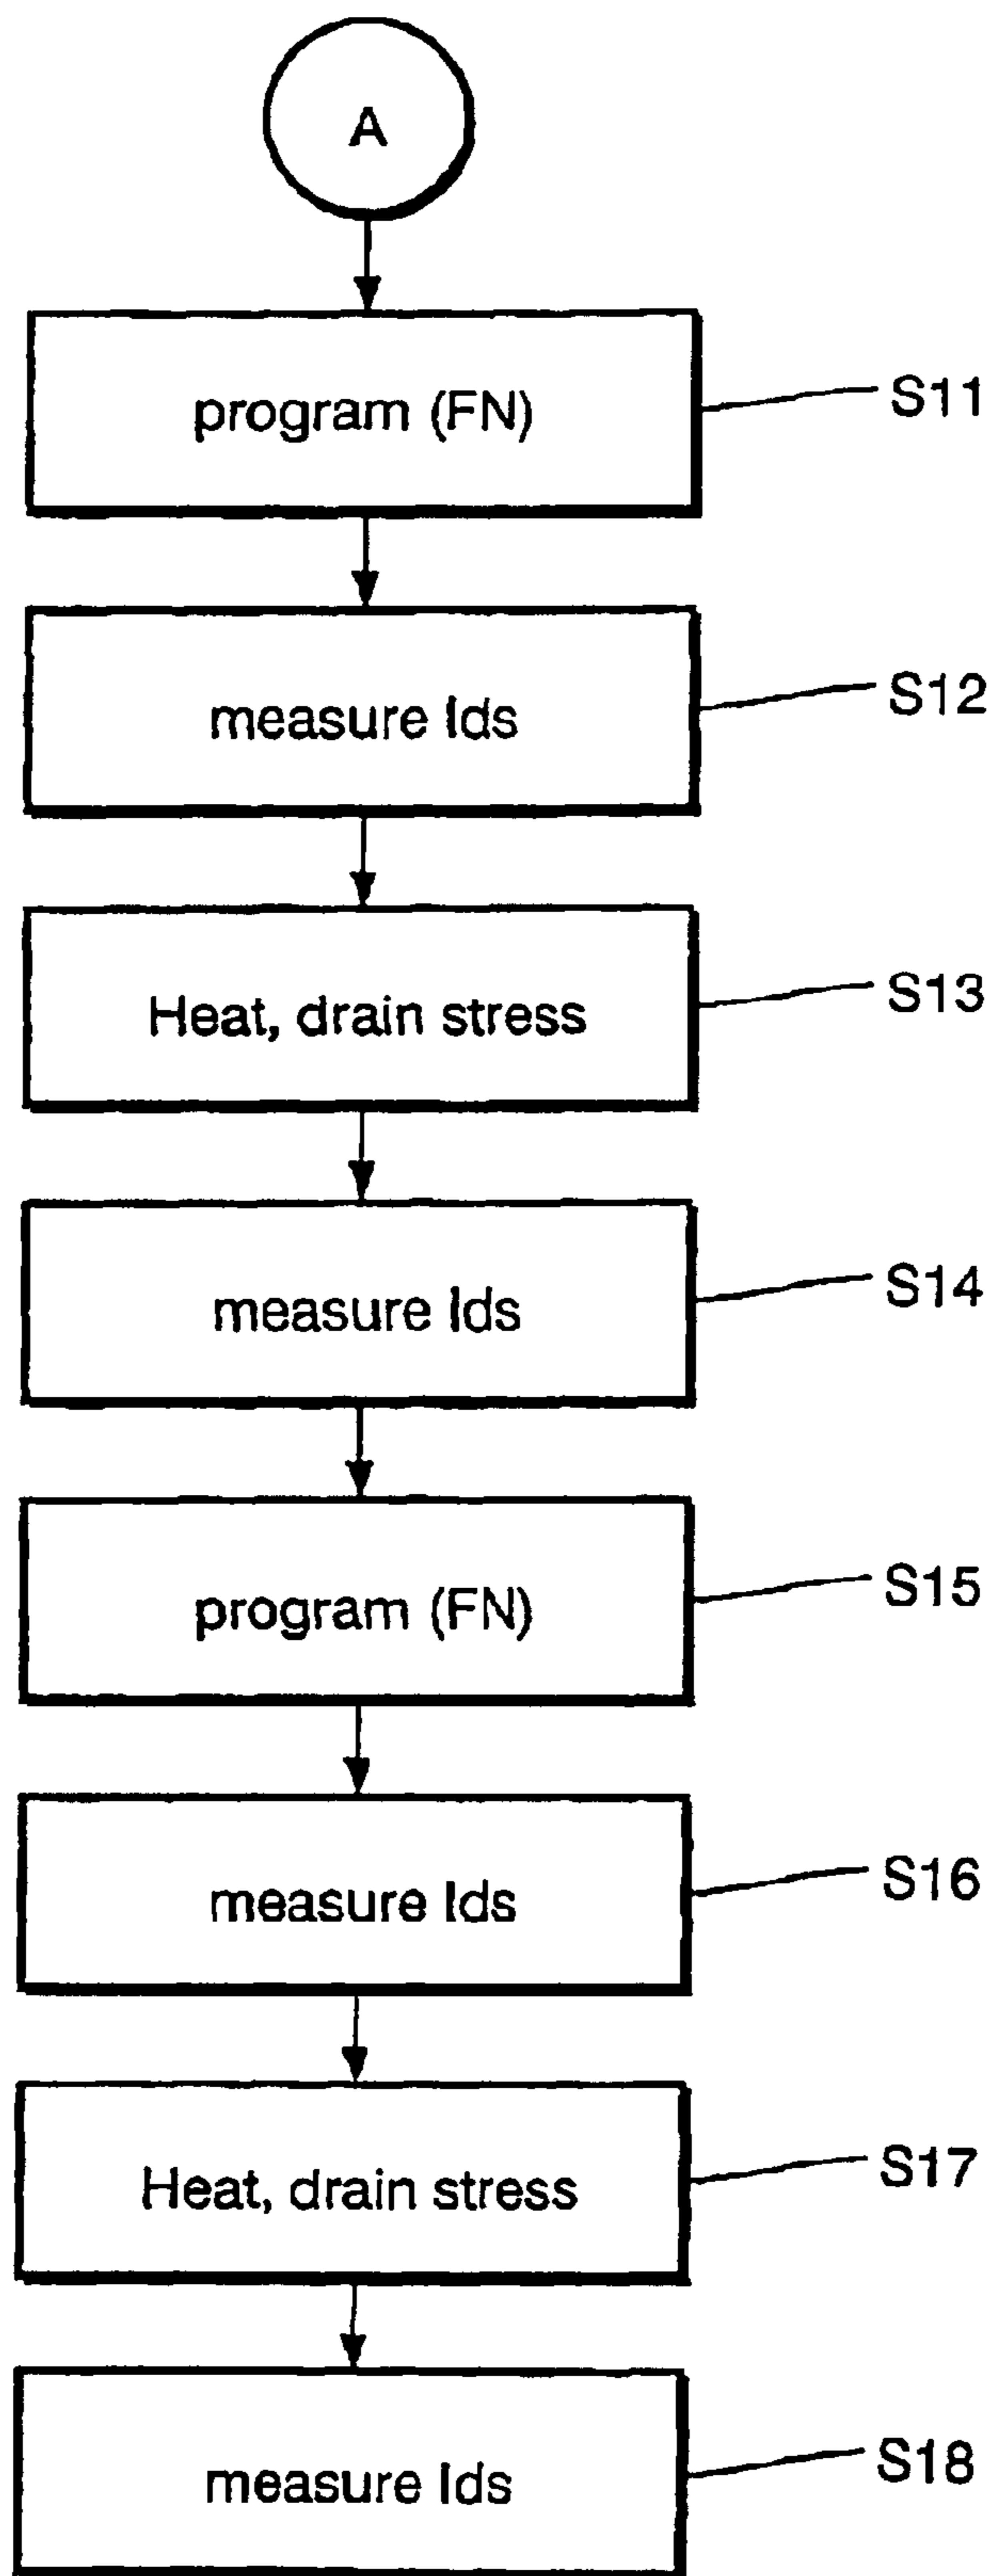 A
program (FN)
S11
measure Ids
S12
Heat, drain stress
S13
measure Ids
S14
program (FN)
S15
measure Ids
S16
Heat, drain stress
S17
measure Ids
S18